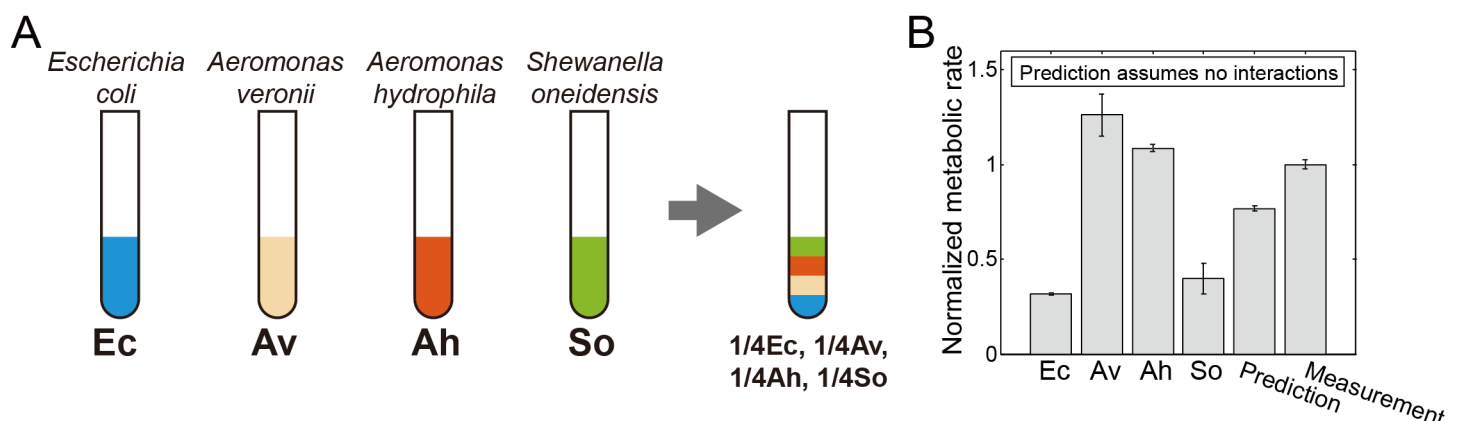 A
Escherichia
coli
Aeromonas
veronii
Aeromonas
hydrophila
Shewanella
oneidensis
Ec
Av
Ah
So
1/4Ec, 1/4Av,
1/4Ah, 1/4So
B
Normalized metabolic rate
1.5
1
0.5
0
Prediction assumes no interactions
Ec
Av
Ah
So
Prediction
Measurement